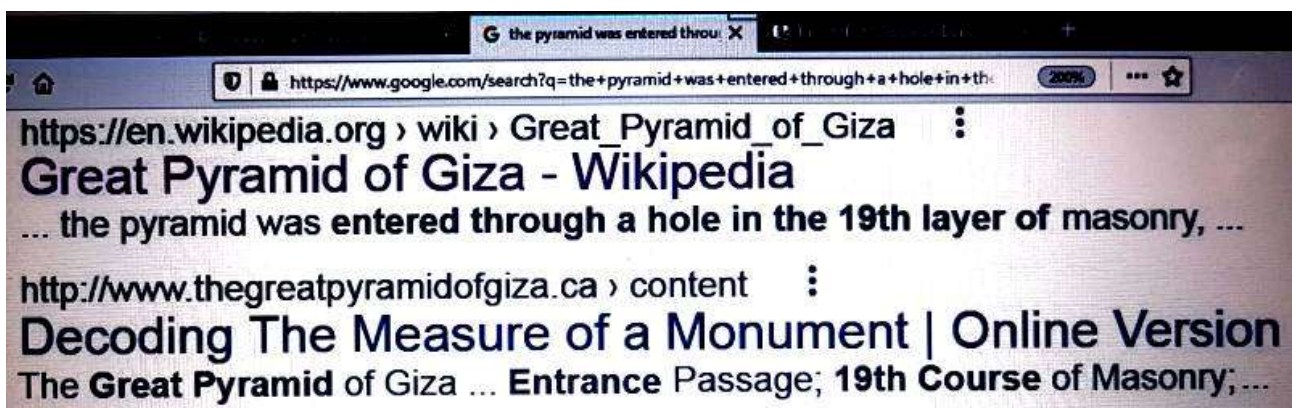 G the pyramid was entered throu
https://www.google.com/search?q=the+pyramid+was+entered+through+a+hole+in+th
200%
https://en.wikipedia.org › wiki › Great_Pyramid_of_Giza
Great Pyramid of Giza - Wikipedia
... the pyramid was entered through a hole in the 19th layer of masonry, ...
http://www.thegreatpyramidofgiza.ca › content
Decoding The Measure of a Monument | Online Version
The Great Pyramid of Giza ... Entrance Passage; 19th Course of Masonry;...